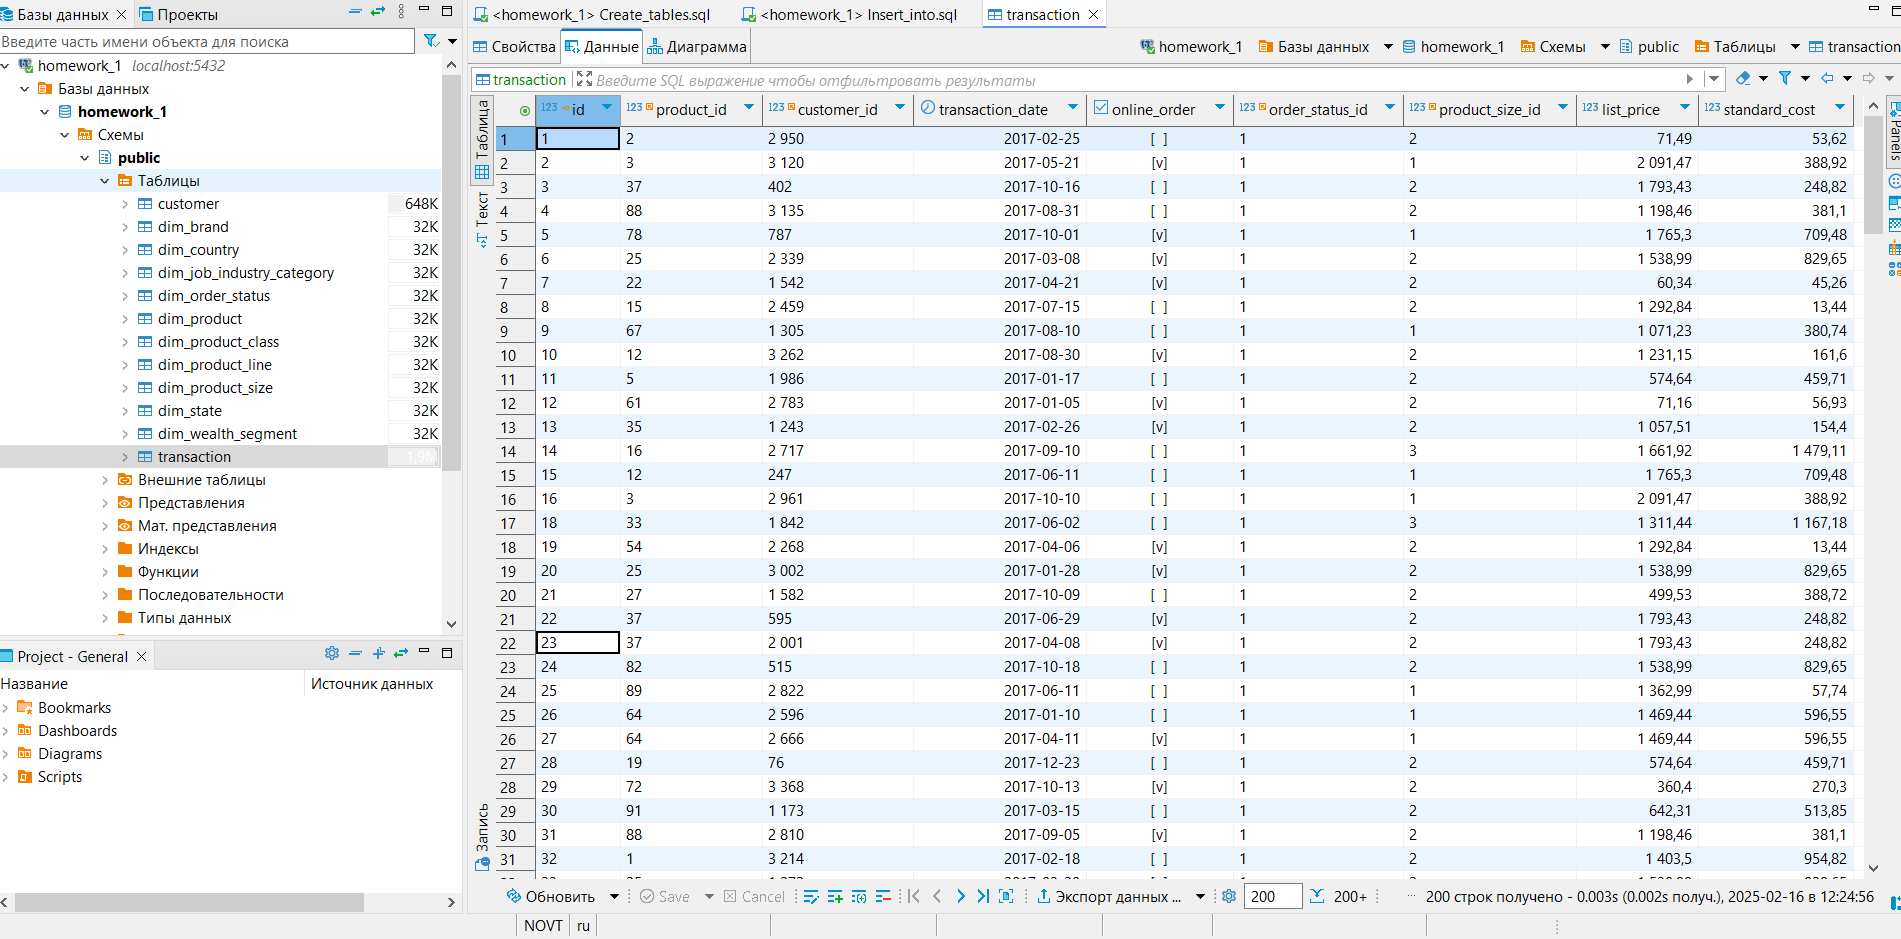 Базы данных
Проекты
Введите часть имени объекта для поиска
homework_1 localhost:5432
Базы данных
homework_1
Схемы
public
Таблицы
customer 648K
dim_brand 32K
dim_country 32K
dim_job_industry_category 32K
dim_order_status 32K
dim_product 32K
dim_product_class 32K
dim_product_line 32K
dim_product_size 32K
dim_state 32K
dim_wealth_segment 32K
transaction 1,9M
Внешние таблицы
Представления
Мат. представления
Индексы
Функции
Последовательности
Типы данных
Project - General
Название Источник данных
Bookmarks
Dashboards
Diagrams
Scripts
<homework_1> Create_tables.sql <homework_1> Insert_into.sql transaction
Свойства Данные Диаграмма homework_1 Базы данных homework_1 Схемы public Таблицы transaction
transaction Введите SQL выражение чтобы отфильтровать результаты
Таблица
Текст
Запись
Panels
123 id 123 product_id 123 customer_id transaction_date online_order 123 order_status_id 123 product_size_id 123 list_price 123 standard_cost
1 1 2 2 950 2017-02-25 [ ] 1 2 71,49 53,62
2 2 3 3 120 2017-05-21 [v] 1 1 2 091,47 388,92
3 3 37 402 2017-10-16 [ ] 1 2 1 793,43 248,82
4 4 88 3 135 2017-08-31 [ ] 1 2 1 198,46 381,1
5 5 78 787 2017-10-01 [v] 1 1 1 765,3 709,48
6 6 25 2 339 2017-03-08 [v] 1 2 1 538,99 829,65
7 7 22 1 542 2017-04-21 [v] 1 2 60,34 45,26
8 8 15 2 459 2017-07-15 [ ] 1 2 1 292,84 13,44
9 9 67 1 305 2017-08-10 [ ] 1 1 1 071,23 380,74
10 10 12 3 262 2017-08-30 [v] 1 2 1 231,15 161,6
11 11 5 1 986 2017-01-17 [ ] 1 2 574,64 459,71
12 12 61 2 783 2017-01-05 [v] 1 2 71,16 56,93
13 13 35 1 243 2017-02-26 [v] 1 2 1 057,51 154,4
14 14 16 2 717 2017-09-10 [ ] 1 3 1 661,92 1 479,11
15 15 12 247 2017-06-11 [ ] 1 1 1 765,3 709,48
16 16 3 2 961 2017-10-10 [ ] 1 1 2 091,47 388,92
17 18 33 1 842 2017-06-02 [ ] 1 3 1 311,44 1 167,18
18 19 54 2 268 2017-04-06 [v] 1 2 1 292,84 13,44
19 20 25 3 002 2017-01-28 [v] 1 2 1 538,99 829,65
20 21 27 1 582 2017-10-09 [ ] 1 2 499,53 388,72
21 22 37 595 2017-06-29 [v] 1 2 1 793,43 248,82
22 23 37 2 001 2017-04-08 [v] 1 2 1 793,43 248,82
23 24 82 515 2017-10-18 [ ] 1 2 1 538,99 829,65
24 25 89 2 822 2017-06-11 [ ] 1 1 1 362,99 57,74
25 26 64 2 596 2017-01-10 [ ] 1 1 1 469,44 596,55
26 27 64 2 666 2017-04-11 [v] 1 1 1 469,44 596,55
27 28 19 76 2017-12-23 [ ] 1 2 574,64 459,71
28 29 72 3 368 2017-10-13 [v] 1 2 360,4 270,3
29 30 91 1 173 2017-03-15 [ ] 1 2 642,31 513,85
30 31 88 2 810 2017-09-05 [v] 1 2 1 198,46 381,1
31 32 1 3 214 2017-02-18 [ ] 1 2 1 403,5 954,82
Обновить Save Cancel Экспорт данных ... 200 200+ 200 строк получено - 0.003s (0.002s получ.), 2025-02-16 в 12:24:56
NOVT ru